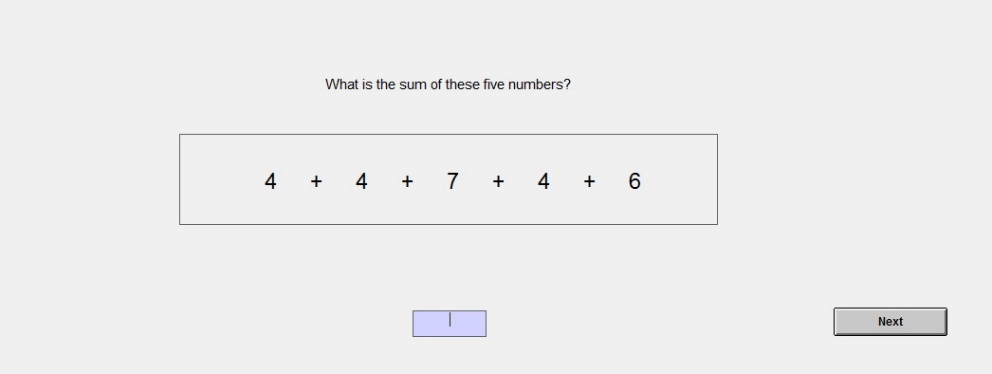 What is the sum of these five numbers?
4 + 4 + 7 + 4 + 6
Next